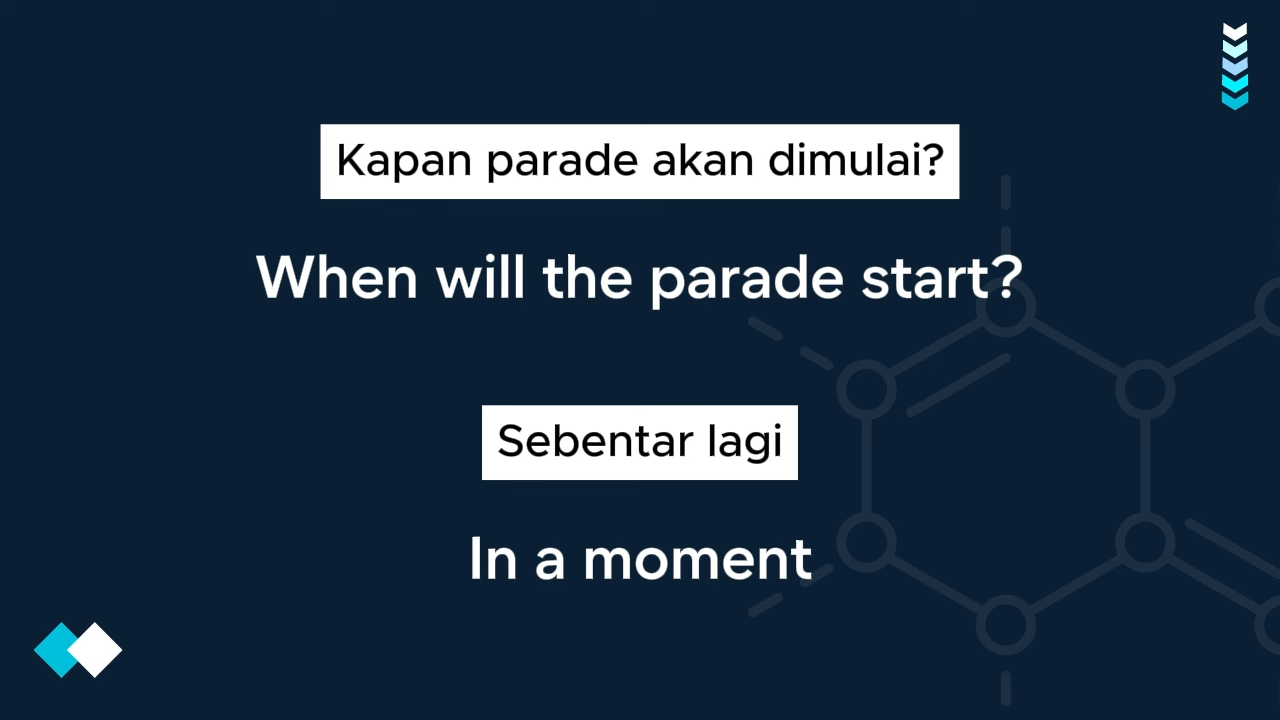 Kapan parade akan dimulai?
When will the parade start?
Sebentar lagi
In a moment